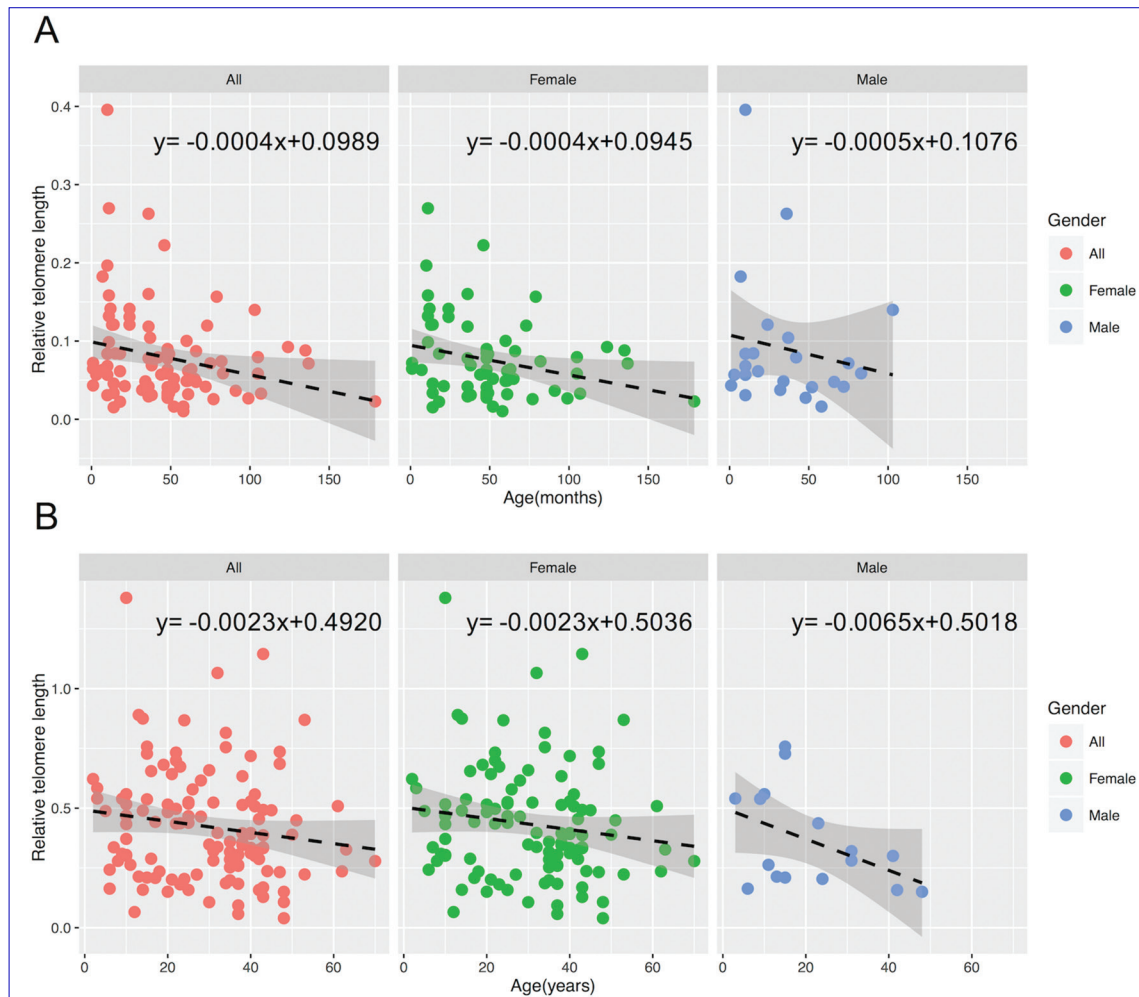 A
All Female Male
y= -0.0004x+0.0989 y= -0.0004x+0.0945 y= -0.0005x+0.1076
Relative telomere length
0.4
0.3
0.2
0.1
0.0
0 50 100 150 0 50 100 150 0 50 100 150
Age(months)
Gender
All
Female
Male
B
All Female Male
y= -0.0023x+0.4920 y= -0.0023x+0.5036 y= -0.0065x+0.5018
Relative telomere length
1.0
0.5
0.0
0 20 40 60 0 20 40 60 0 20 40 60
Age(years)
Gender
All
Female
Male